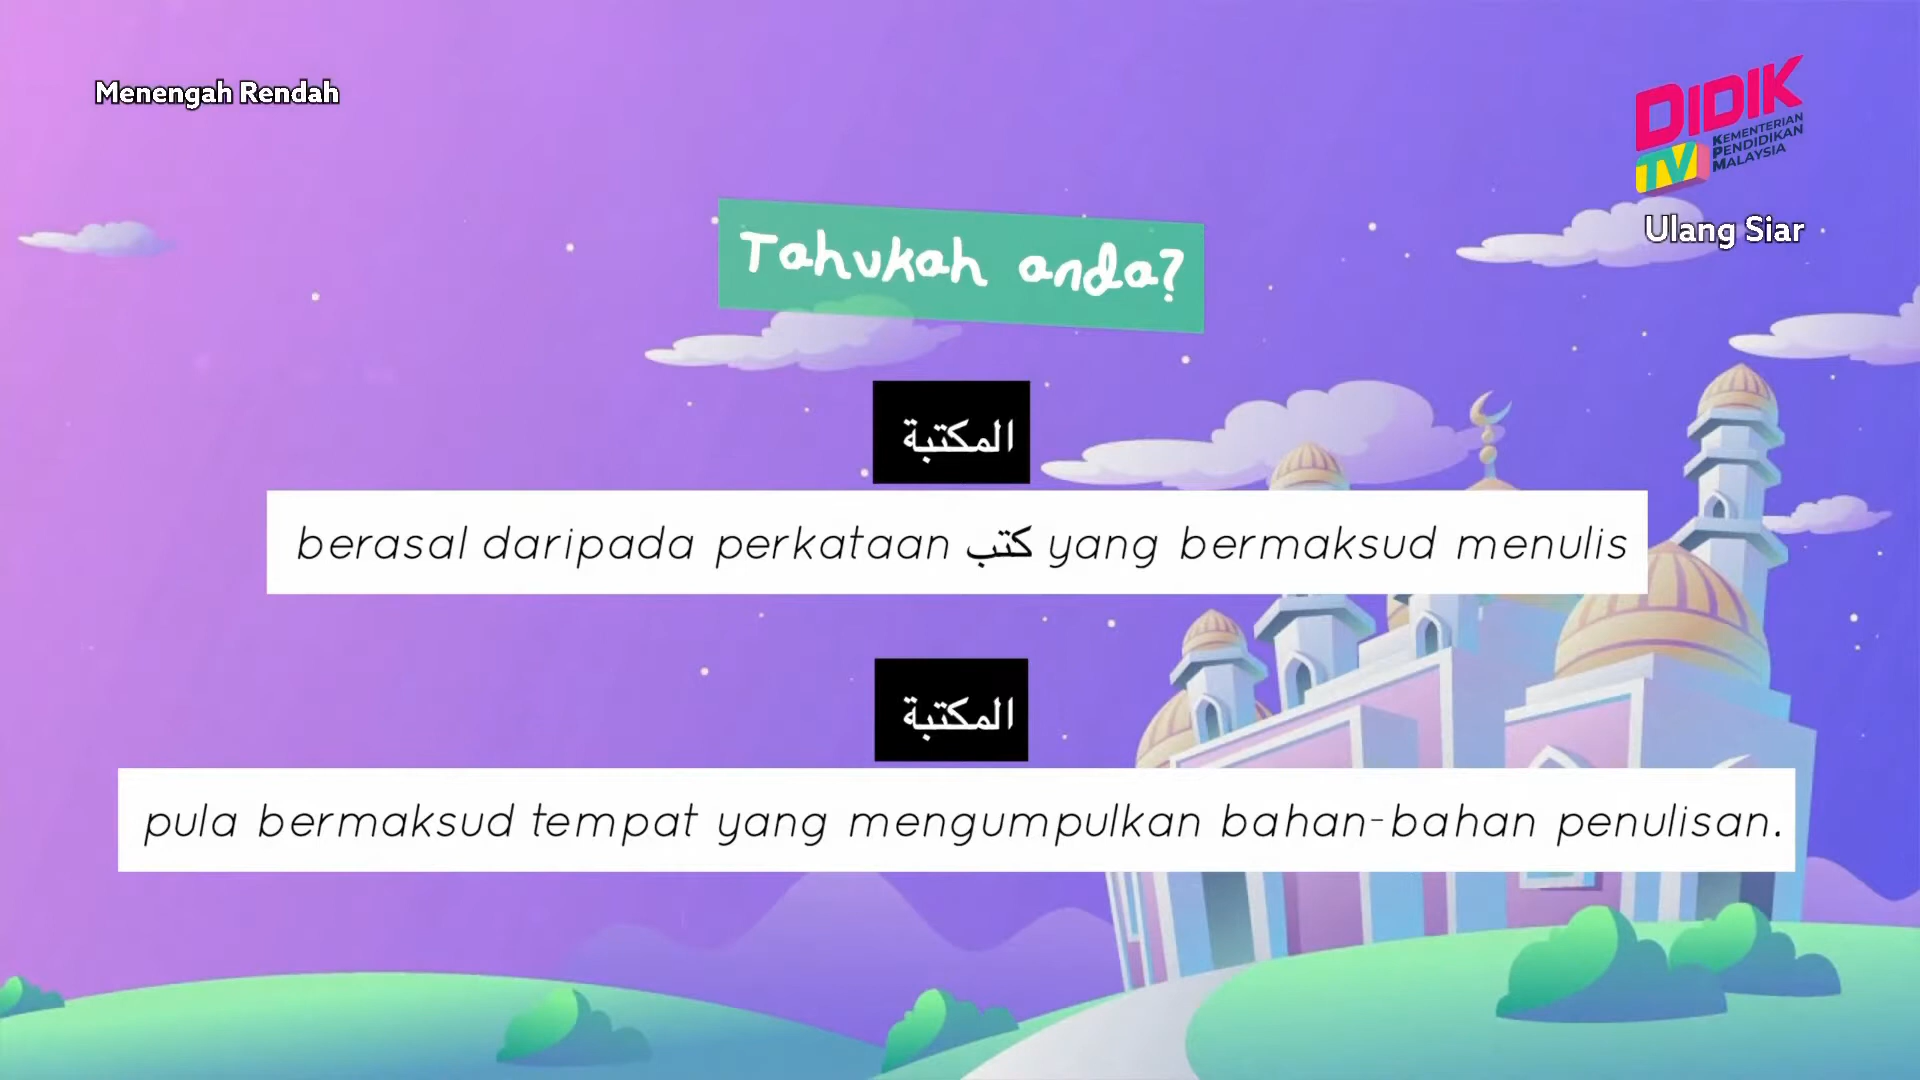 Menengah Rendah
DIDIK
TV
KEMENTERIAN
PENDIDIKAN
MALAYSIA
Ulang Siar
Tahukah anda?
المكتبة
berasal daripada perkataan كتب yang bermaksud menulis
المكتبة
pula bermaksud tempat yang mengumpulkan bahan-bahan penulisan.